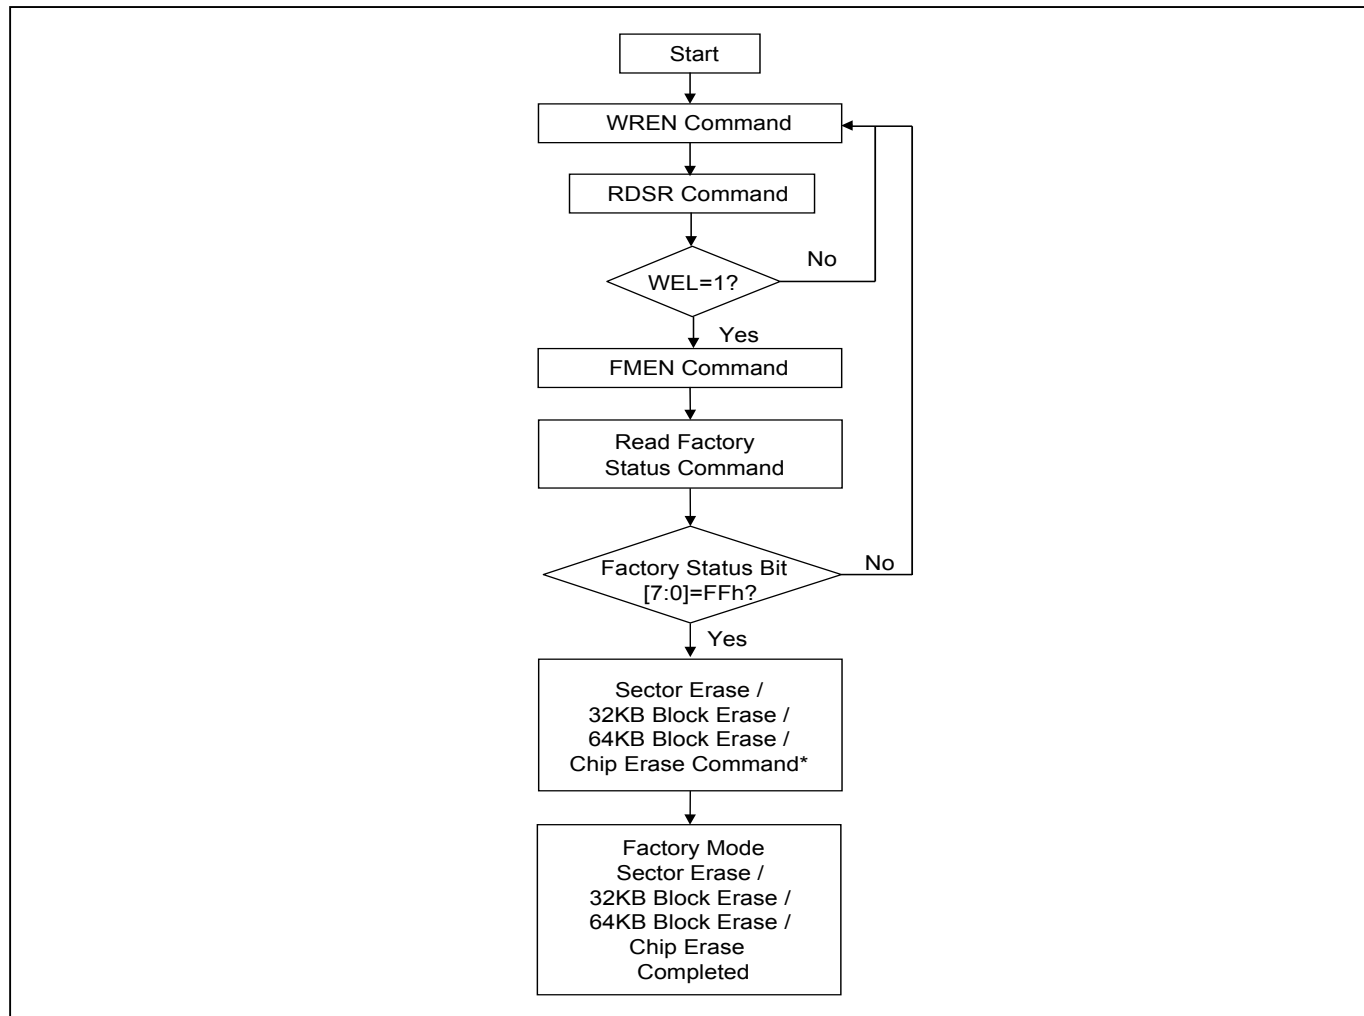 Start
WREN Command
RDSR Command
No
WEL=1?
Yes
FMEN Command
Read Factory
Status Command
No
Factory Status Bit
[7:0]=FFh?
Yes
Sector Erase /
32KB Block Erase /
64KB Block Erase /
Chip Erase Command*
Factory Mode
Sector Erase /
32KB Block Erase /
64KB Block Erase /
Chip Erase
Completed